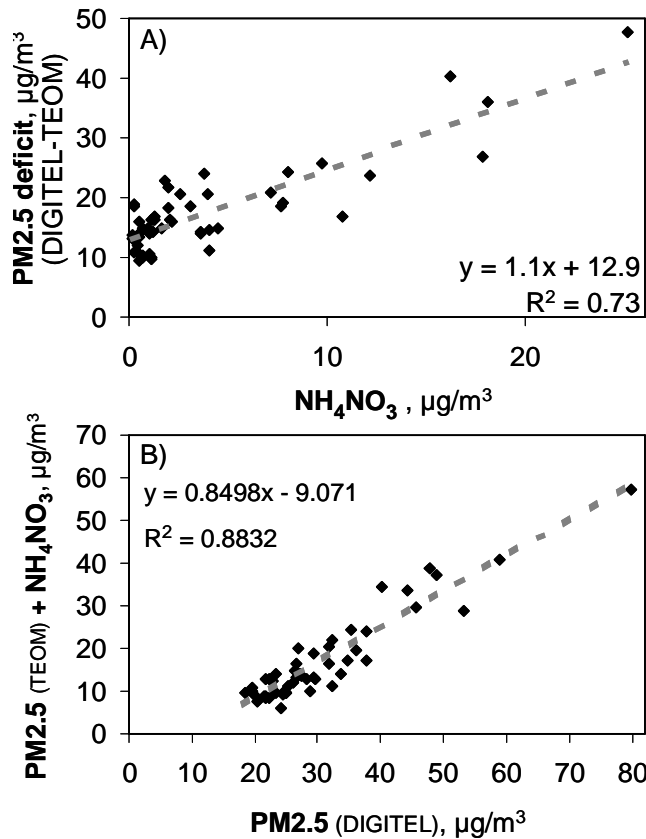 A)
PM2.5 deficit, µg/m³
(DIGITEL-TEOM)
50
40
30
20
10
0
y = 1.1x + 12.9
R² = 0.73
0 10 20
NH₄NO₃ , µg/m³
B)
PM2.5 (TEOM) + NH₄NO₃, µg/m³
70
60
50
40
30
20
10
0
y = 0.8498x - 9.071
R² = 0.8832
0 10 20 30 40 50 60 70 80
PM2.5 (DIGITEL), µg/m³